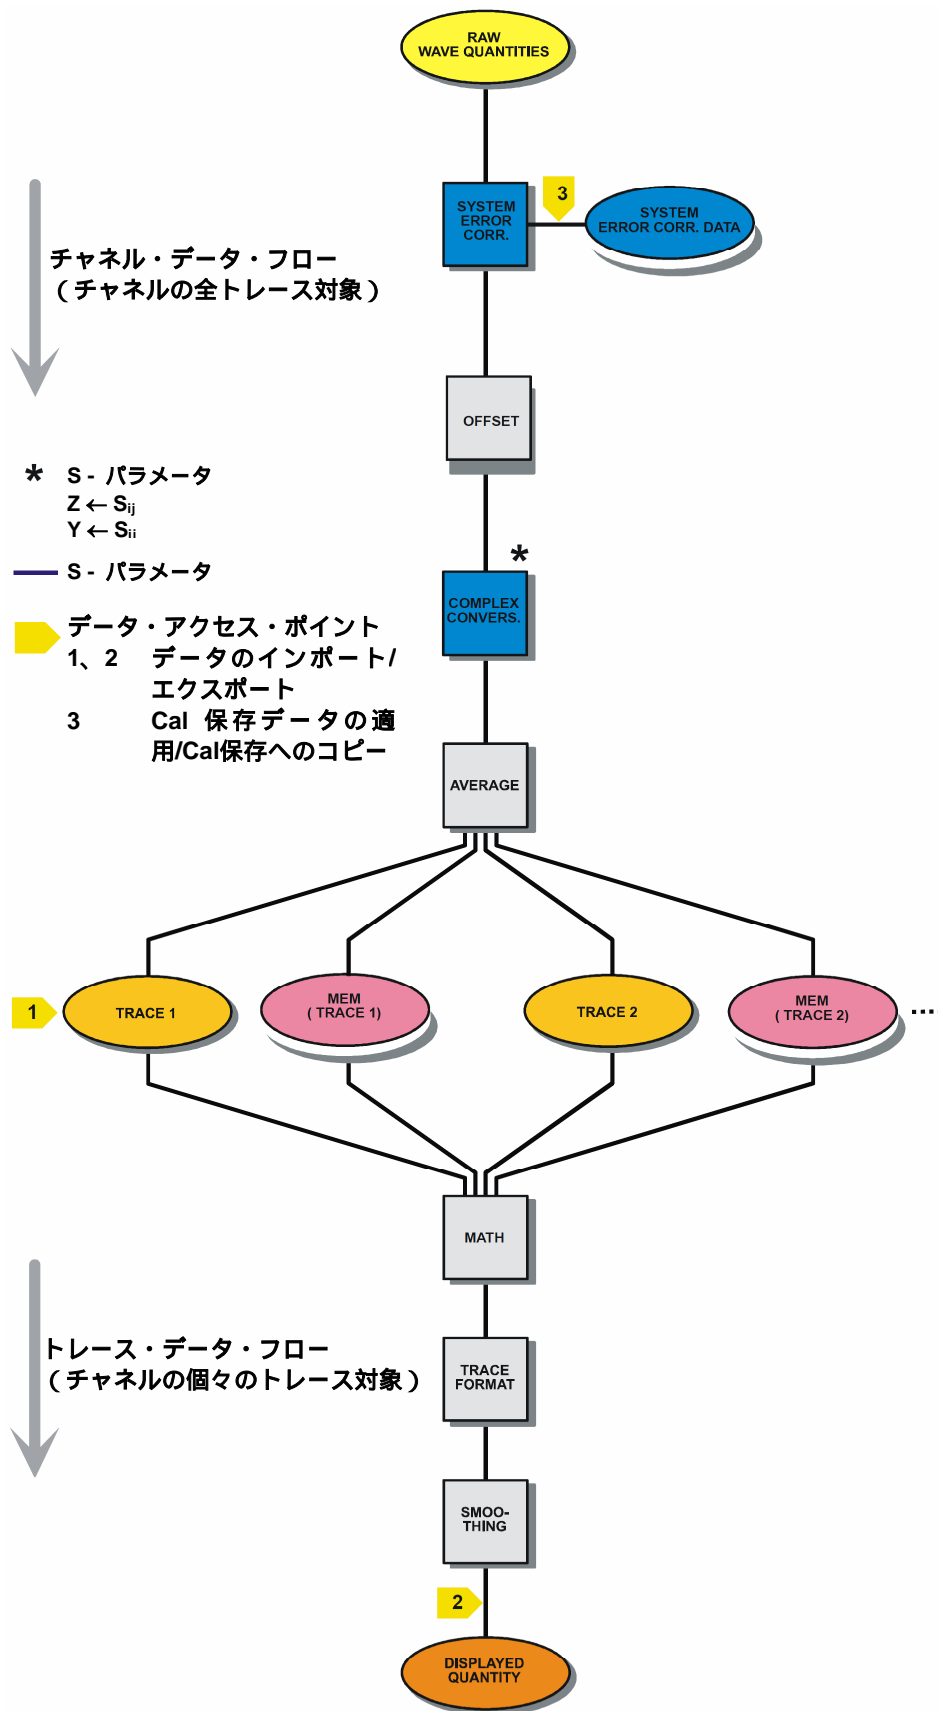 RAW
WAVE QUANTITIES
SYSTEM
ERROR
CORR.
3
SYSTEM
ERROR CORR. DATA
チャネル・データ・フロー
（チャネルの全トレース対象）
OFFSET
* S - パラメータ
Z ← Sij
Y ← Sii
S - パラメータ
*
COMPLEX
CONVERS.
データ・アクセス・ポイント
1、2 データのインポート/
エクスポート
3 Cal 保存データの適
用/Cal保存へのコピー
AVERAGE
1
TRACE 1
MEM
( TRACE 1)
TRACE 2
MEM
( TRACE 2)
...
MATH
トレース・データ・フロー
（チャネルの個々のトレース対象）
TRACE
FORMAT
SMOO-
THING
2
DISPLAYED
QUANTITY